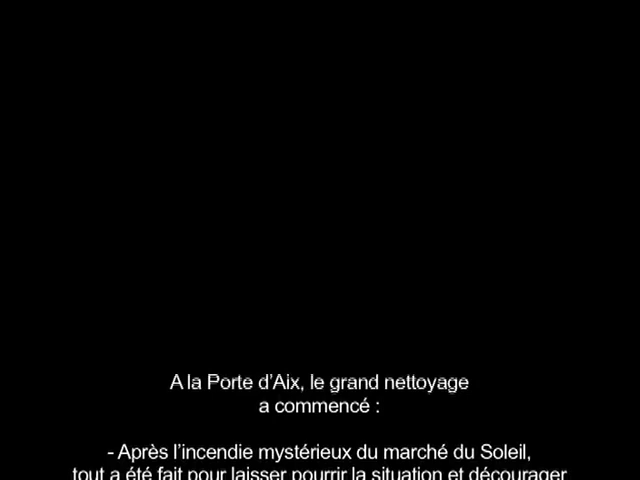 A la Porte d’Aix, le grand nettoyage
a commencé :
- Après l’incendie mystérieux du marché du Soleil,
tout a été fait pour laisser pourrir la situation et décourager